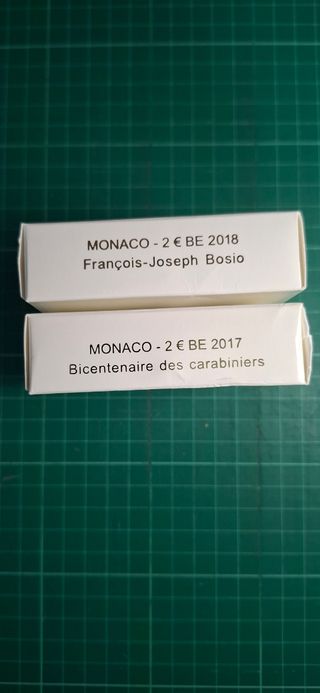 MONACO - 2 € BE 2018
François-Joseph Bosio
MONACO - 2 € BE 2017
Bicentenaire des carabiniers